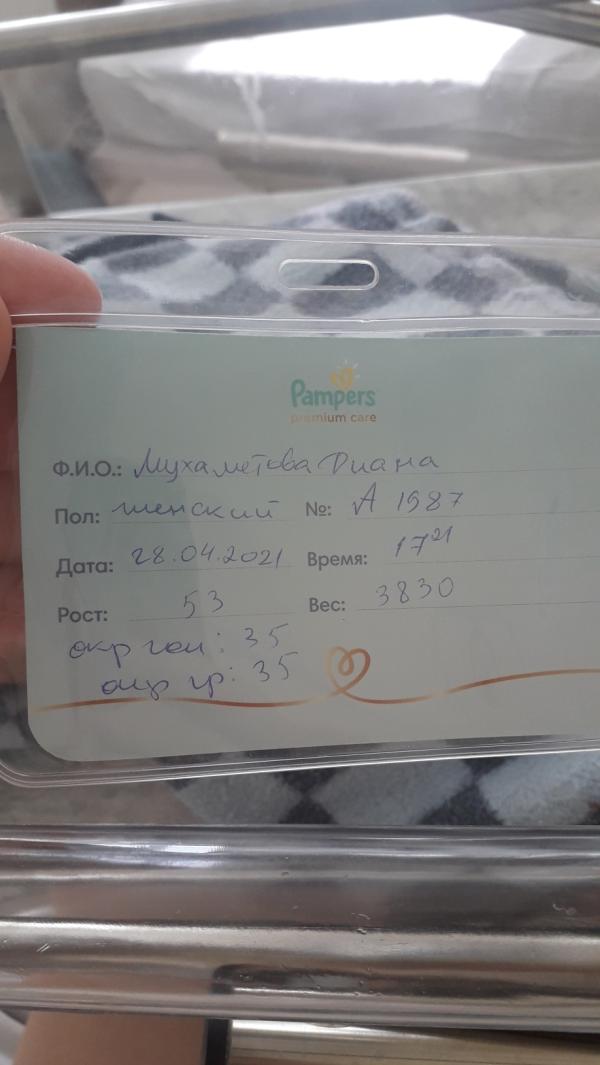 Pampers
premium care
Ф.И.О.: Мухаметова Диана
Пол: женский №: А 1987
Дата: 28.04.2021 Время: 17²¹
Рост: 53 Вес: 3830
окр гол: 35
окр гр: 35